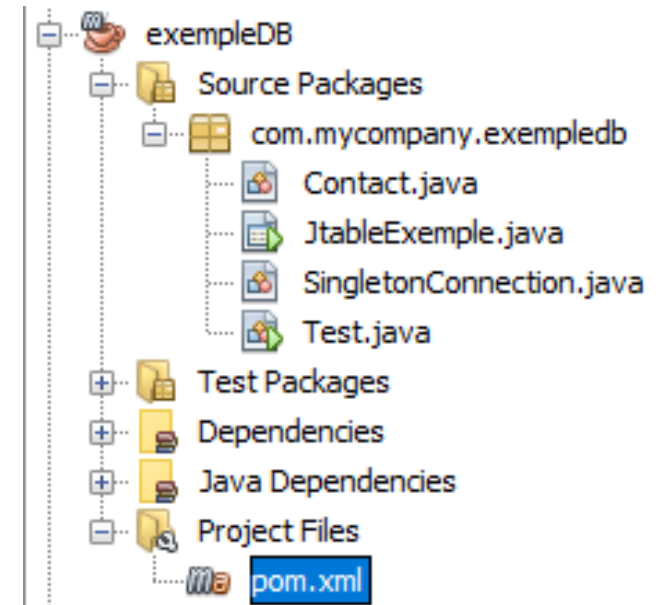 exempleDB
Source Packages
com.mycompany.exempledb
Contact.java
JtableExemple.java
SingletonConnection.java
Test.java
Test Packages
Dependencies
Java Dependencies
Project Files
pom.xml